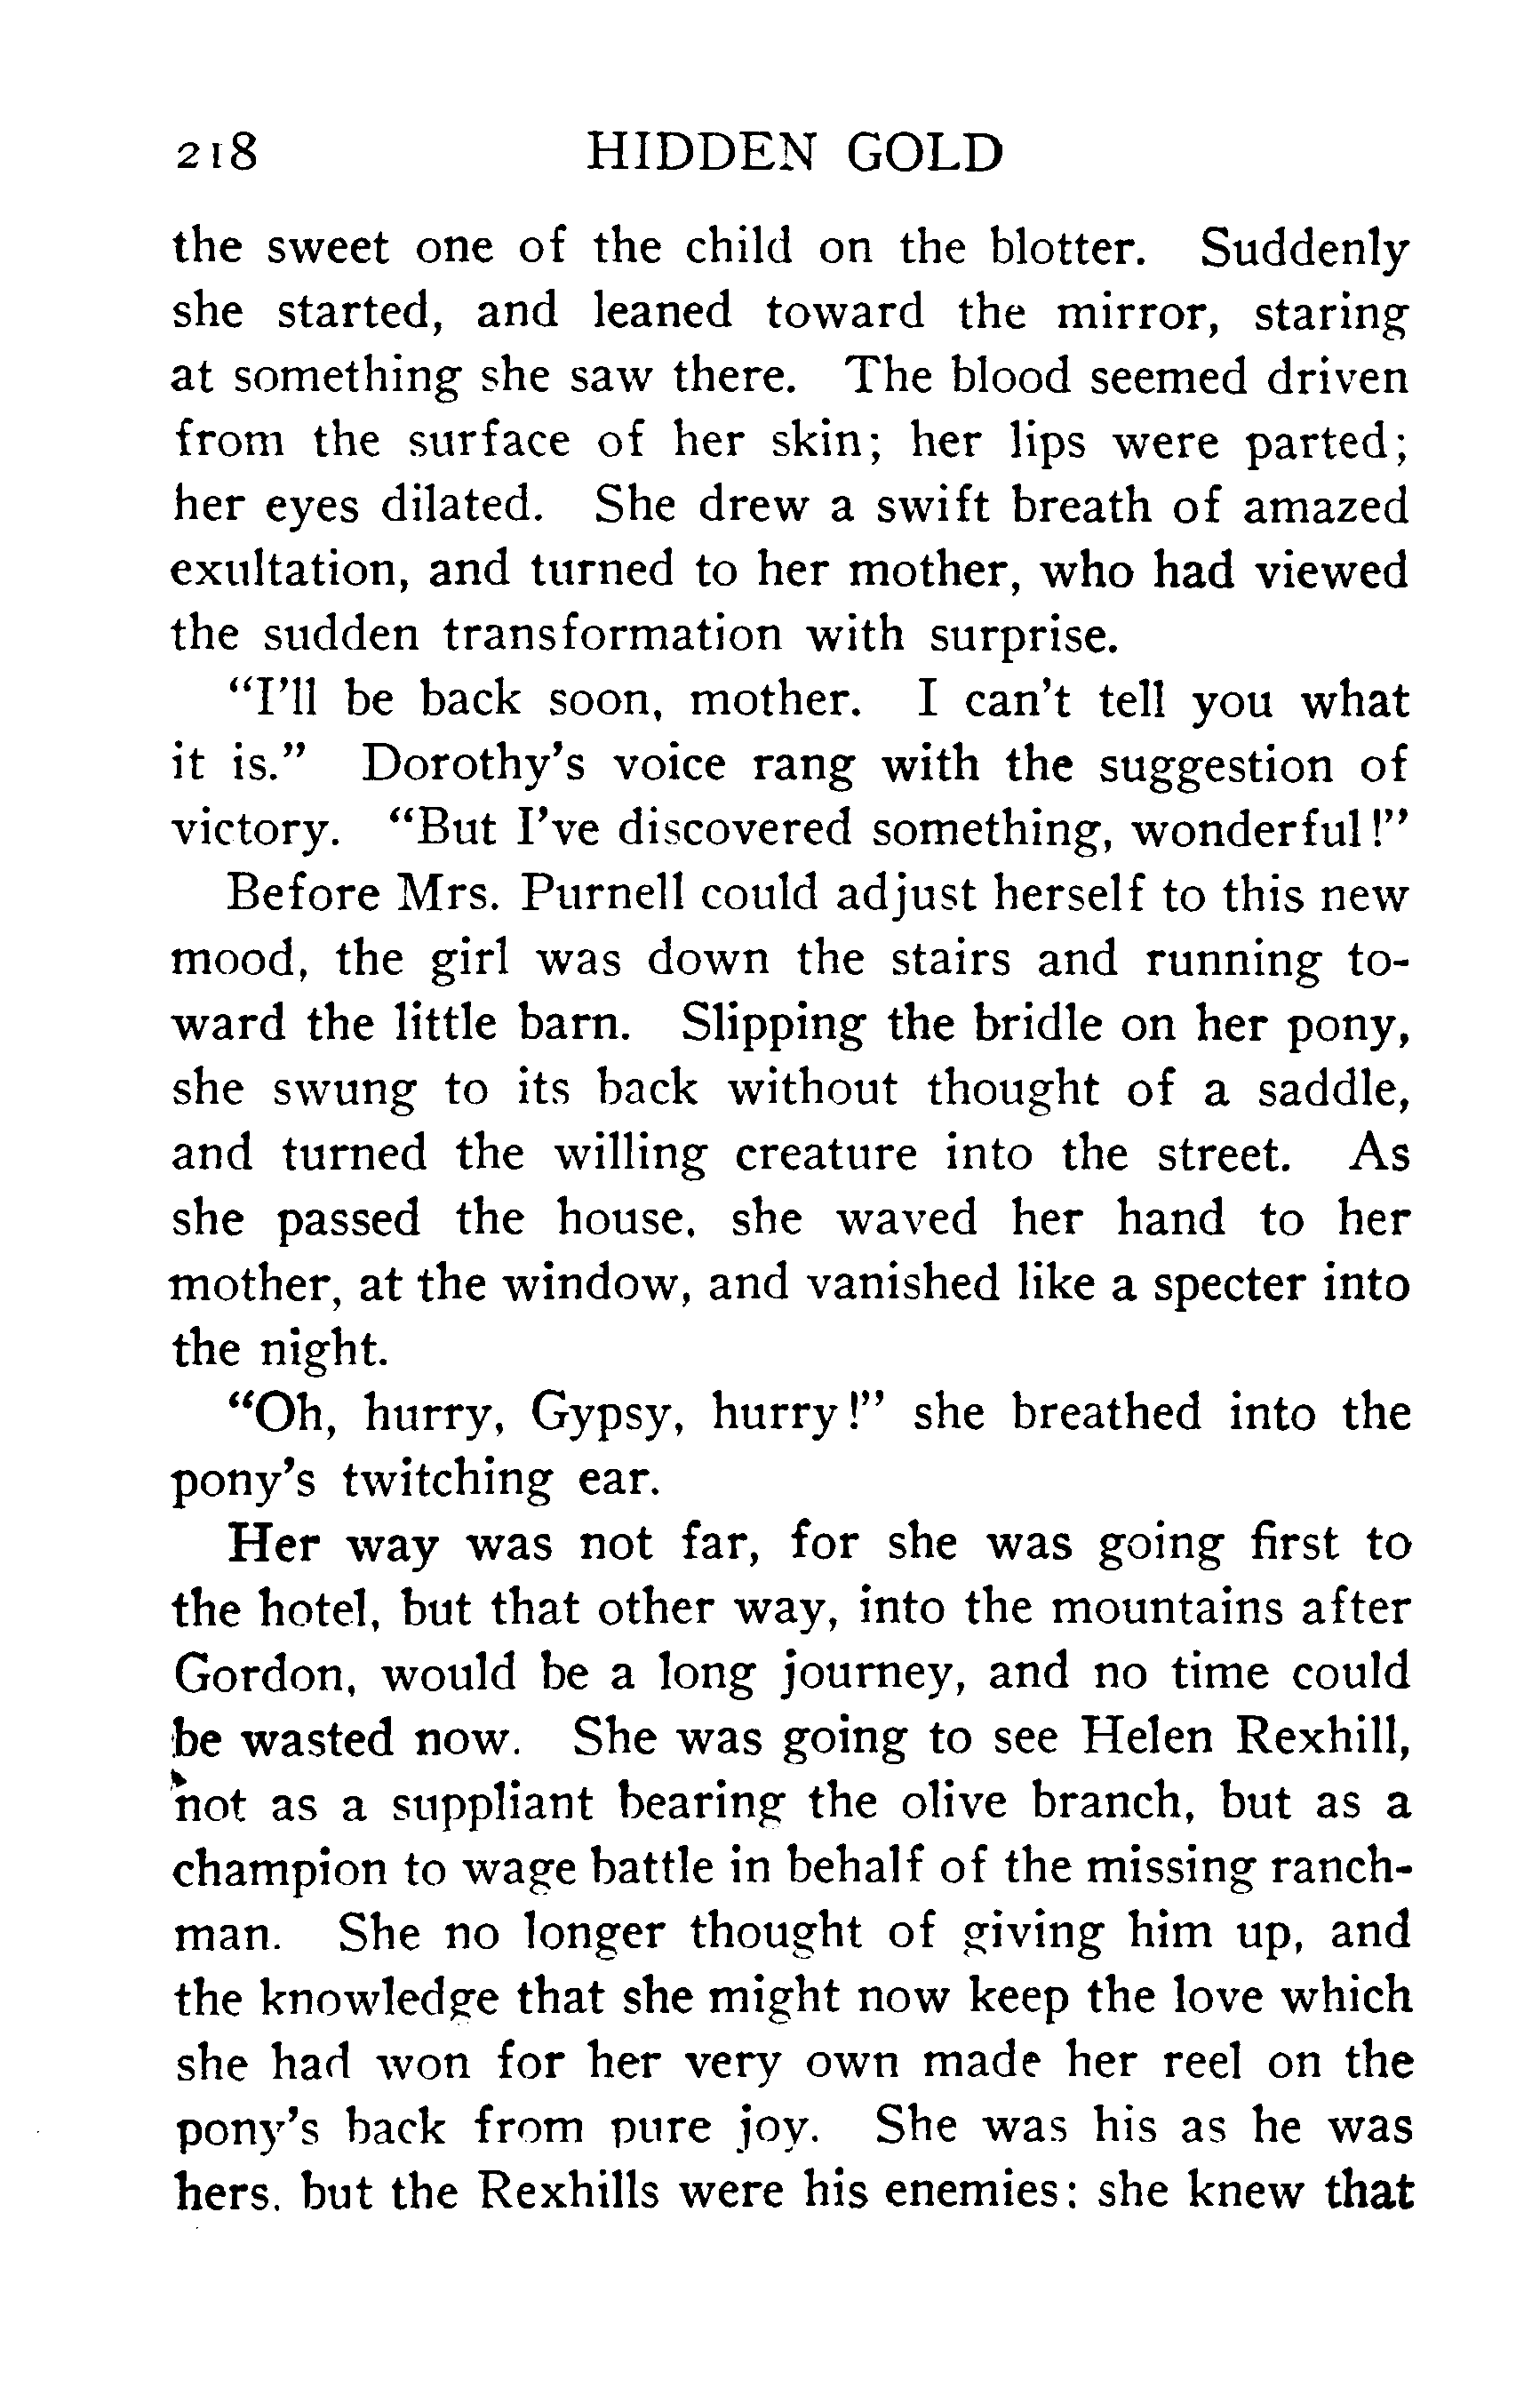 218 HIDDEN GOLD
the sweet one of the child on the blotter. Suddenly
she started, and leaned toward the mirror, staring
at something she saw there. The blood seemed driven
from the surface of her skin; her lips were parted;
her eyes dilated. She drew a swift breath of amazed
exultation, and turned to her mother, who had viewed
the sudden transformation with surprise.
“I’ll be back soon, mother. I can’t tell you what
it is.” Dorothy’s voice rang with the suggestion of
victory. “But I’ve discovered something, wonderful!”
Before Mrs. Purnell could adjust herself to this new
mood, the girl was down the stairs and running to-
ward the little barn. Slipping the bridle on her pony,
she swung to its back without thought of a saddle,
and turned the willing creature into the street. As
she passed the house, she waved her hand to her
mother, at the window, and vanished like a specter into
the night.
“Oh, hurry, Gypsy, hurry!” she breathed into the
pony’s twitching ear.
Her way was not far, for she was going first to
the hotel, but that other way, into the mountains after
Gordon, would be a long journey, and no time could
be wasted now. She was going to see Helen Rexhill,
not as a suppliant bearing the olive branch, but as a
champion to wage battle in behalf of the missing ranch-
man. She no longer thought of giving him up, and
the knowledge that she might now keep the love which
she had won for her very own made her reel on the
pony’s back from pure joy. She was his as he was
hers, but the Rexhills were his enemies: she knew that